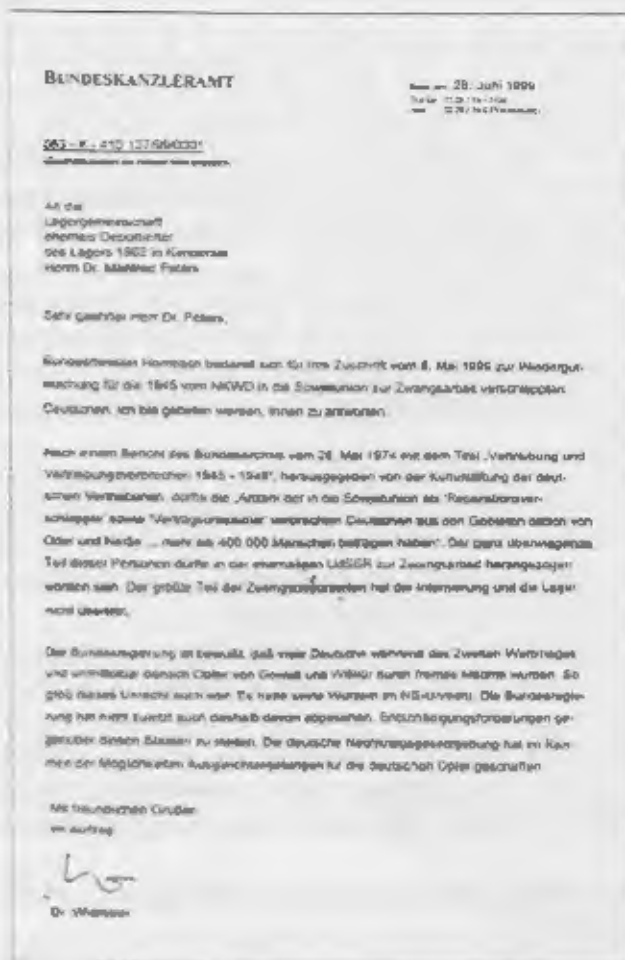 BUNDESKANZLERAMT
28. Juni 1999
An die
Lagergemeinschaft
ehemals Deportierter
des Lagers 1902 in
Herrn Dr. Manfred Peters
Sehr geehrter Herr Dr. Peters,
Bundesminister Hombach bedankt sich für Ihre Zuschrift vom 8. Mai 1999 zur Wiedergut-
machung für die 1945 vom NKWD in die Sowjetunion zur Zwangsarbeit verschleppten
Deutschen. Ich bin gebeten worden, Ihnen zu antworten.
Nach einem Bericht des Bundesarchivs vom 28. Mai 1974 mit dem Titel „Vertreibung und
Vertreibungsverbrechen 1945 - 1948", herausgegeben von der Kulturstiftung der deut-
schen Vertriebenen, dürfte die „Anzahl der in die Sowjetunion als 'Reparationsver-
schleppte' sowie 'Vertragsumsiedler' verbrachten Deutschen aus den Gebieten östlich von
Oder und Neiße ... mehr als 400 000 Menschen betragen haben". Der ganz überwiegende
Teil dieser Personen dürfte in der ehemaligen UdSSR zur Zwangsarbeit herangezogen
worden sein. Der größte Teil der hat die Internierung und die Lager
nicht überlebt.
Der Bundesregierung ist bewußt, daß viele Deutsche während des Zweiten Weltkrieges
und unmittelbar danach Opfer von Gewalt und Willkür durch fremde Mächte wurden. So
groß dieses Unrecht auch war: Es hatte seine Wurzeln im NS-Unrecht. Die Bundesregie-
rung hat nicht zuletzt auch deshalb davon abgesehen, Entschädigungsforderungen ge-
genüber diesen Staaten zu stellen. Die deutsche hat im Rah-
men der Möglichkeiten Ausgleichsregelungen für die deutschen Opfer geschaffen.
Mit freundlichen Grüßen
Im Auftrag
Dr.